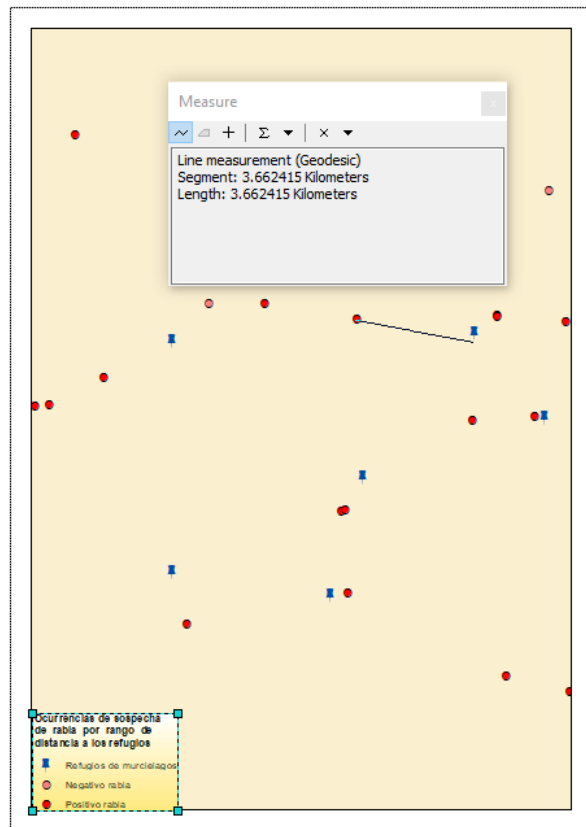 Measure
Line measurement (Geodesic)
Segment: 3.662415 Kilometers
Length: 3.662415 Kilometers
Ocurrencias de sospecha
de rabia por rango de
distancia a los refugios
Refugios de murcielagos
Negativo rabia
Positivo rabia